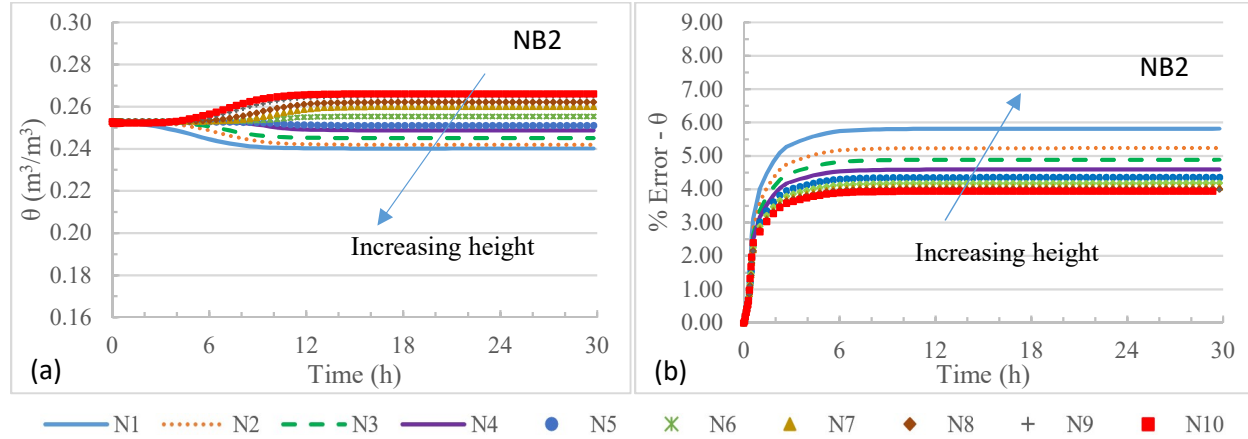 0.30
0.28
0.26
0.24
0.22
0.20
0.18
0.16
θ (m³/m³)
NB2
Increasing height
0 6 12 18 24 30
(a)
Time (h)
9.00
8.00
7.00
6.00
5.00
4.00
3.00
2.00
1.00
0.00
% Error - θ
NB2
Increasing height
0 6 12 18 24 30
(b)
Time (h)
N1 N2 N3 N4 N5 N6 N7 N8 N9 N10